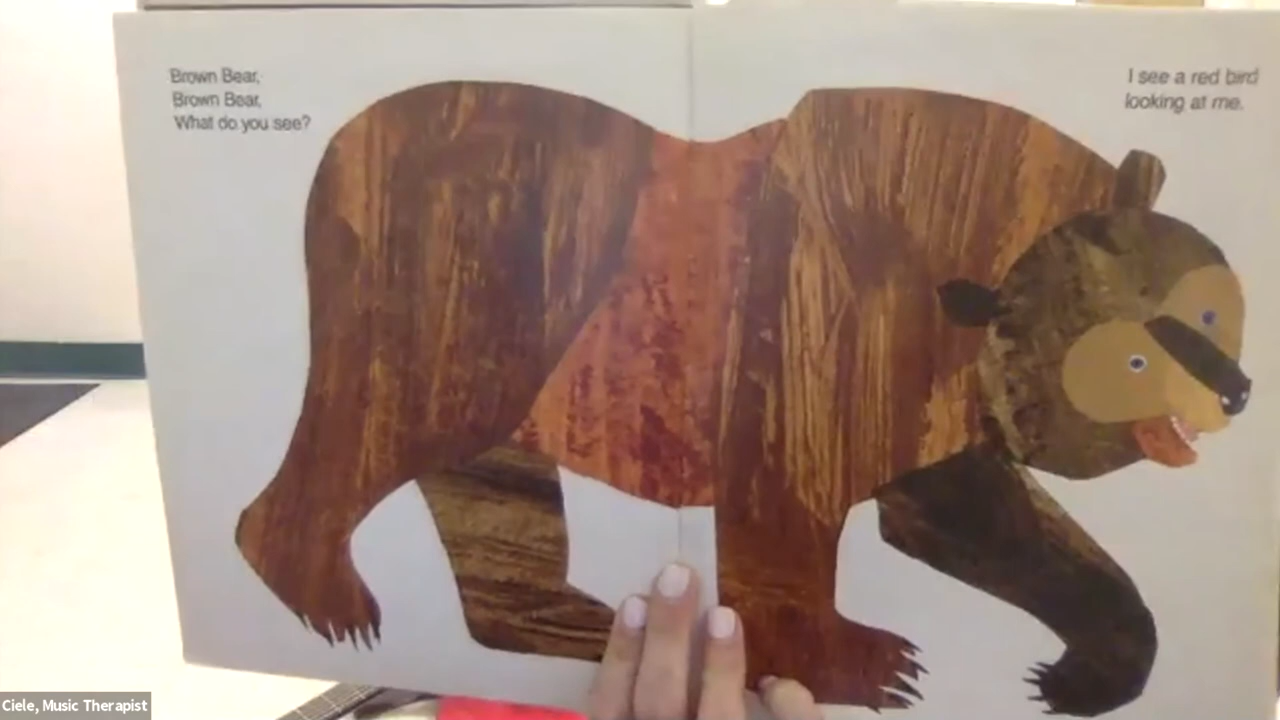 Brown Bear,
Brown Bear,
What do you see?
I see a red bird
looking at me.
Ciele, Music Therapist